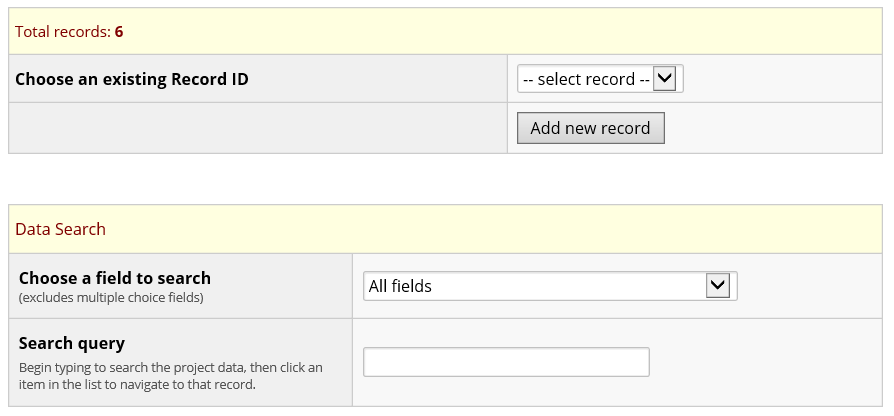 Total records: 6
Choose an existing Record ID
-- select record --
Add new record
Data Search
Choose a field to search
(excludes multiple choice fields)
All fields
Search query
Begin typing to search the project data, then click an
item in the list to navigate to that record.